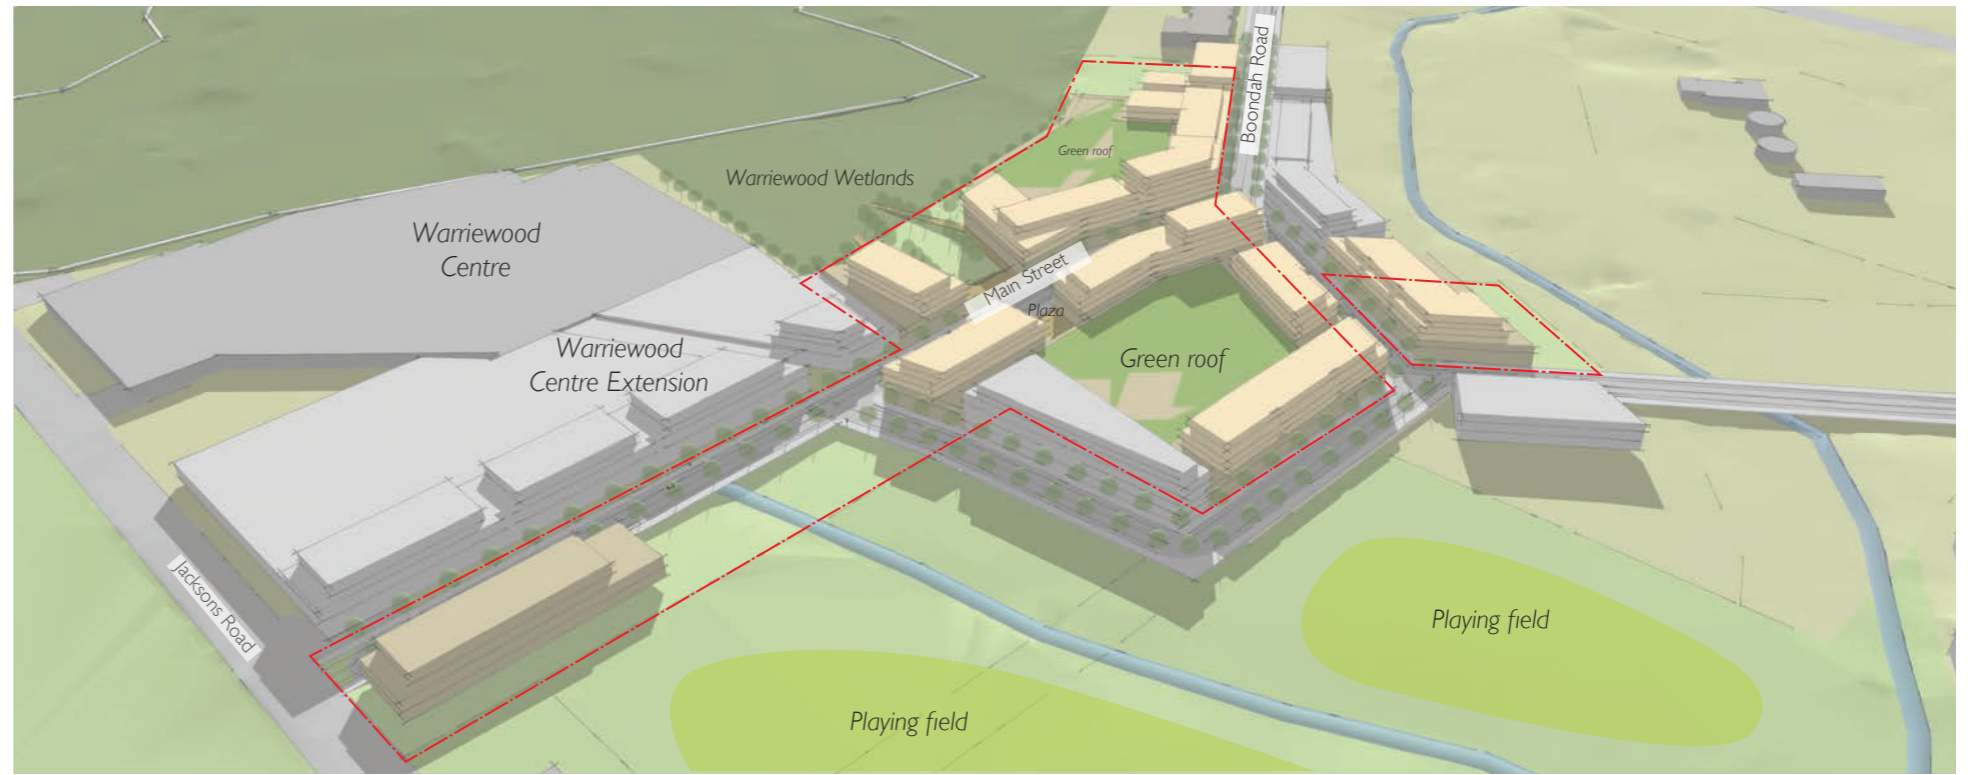 Boondah Road
Green roof
Warriewood Wetlands
Warriewood
Centre
Main Street
Plaza
Warriewood
Centre Extension
Green roof
Jacksons Road
Playing field
Playing field